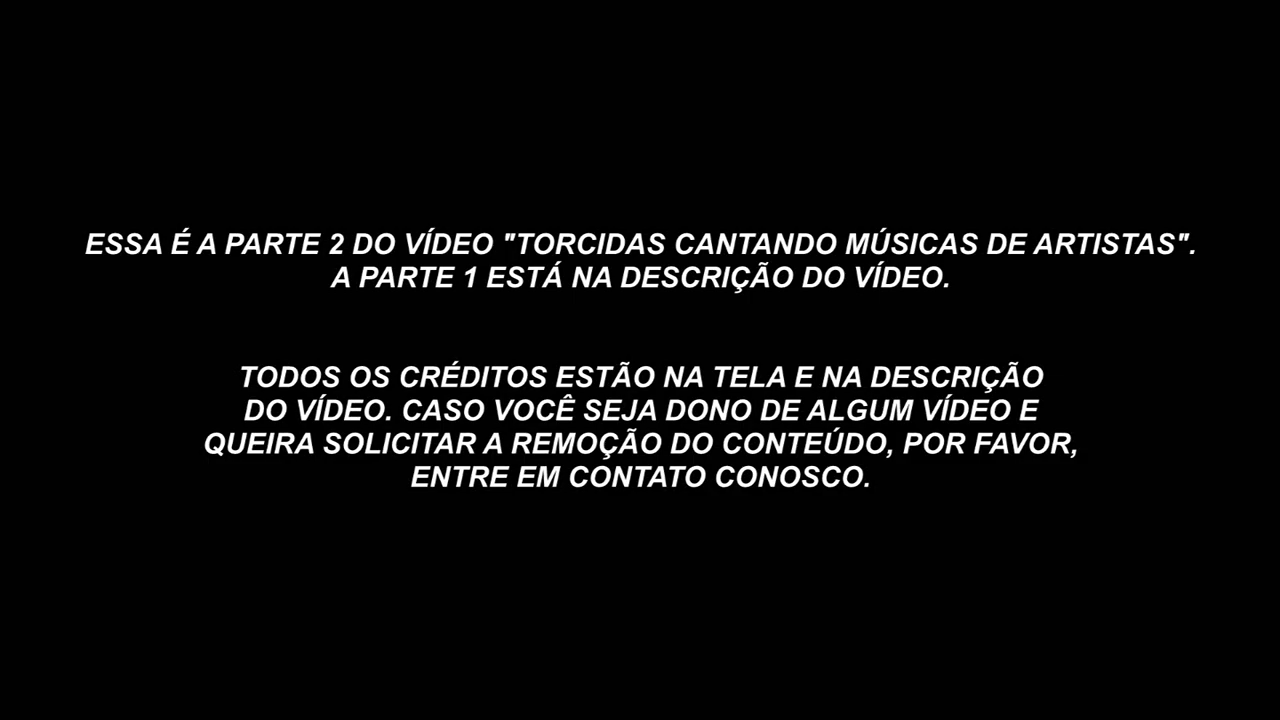 ESSA É A PARTE 2 DO VÍDEO "TORCIDAS CANTANDO MÚSICAS DE ARTISTAS".
A PARTE 1 ESTÁ NA DESCRIÇÃO DO VÍDEO.
TODOS OS CRÉDITOS ESTÃO NA TELA E NA DESCRIÇÃO
DO VÍDEO. CASO VOCÊ SEJA DONO DE ALGUM VÍDEO E
QUEIRA SOLICITAR A REMOÇÃO DO CONTEÚDO, POR FAVOR,
ENTRE EM CONTATO CONOSCO.